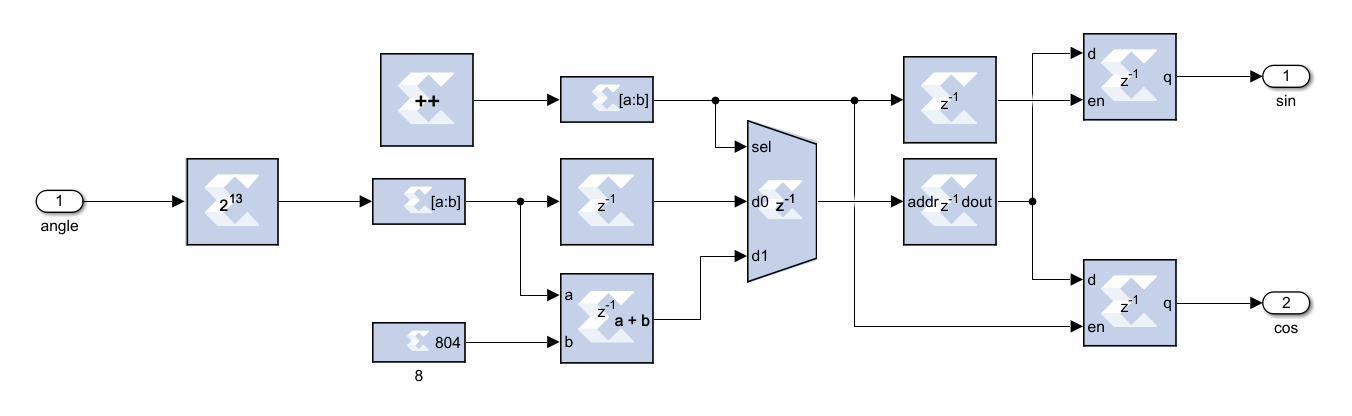 ++
[a:b]
z-1
d
z-1
q
en
1
sin
sel
1
angle
2^13
[a:b]
z-1
d0 z-1
d1
addr z-1 dout
a
z-1
a + b
b
804
8
d
z-1
q
en
2
cos